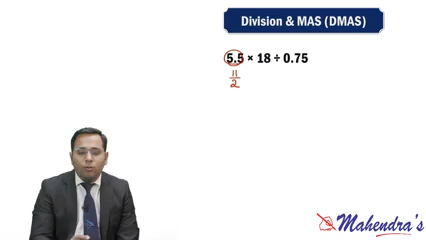 Division & MAS (DMAS)
5.5 × 18 ÷ 0.75
11
2
Mahendra's